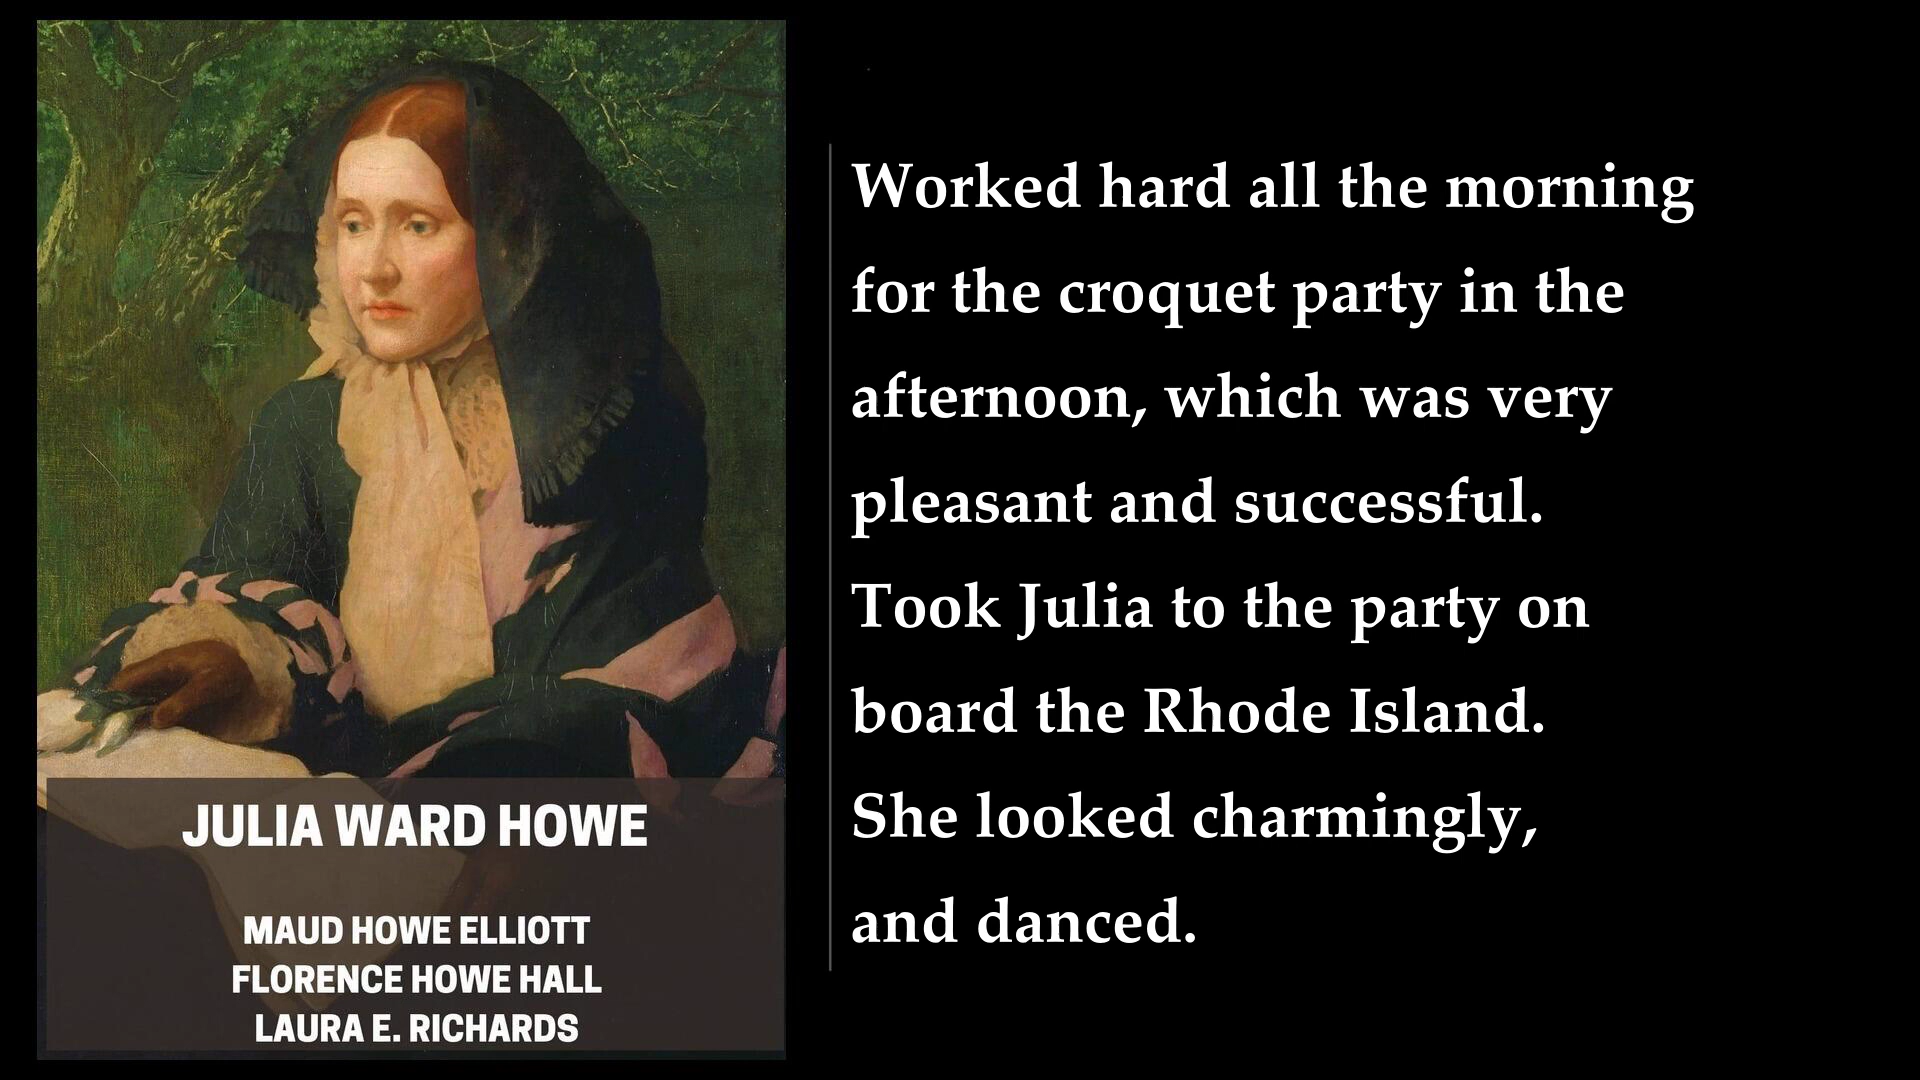 JULIA WARD HOWE
MAUD HOWE ELLIOTT
FLORENCE HOWE HALL
LAURA E. RICHARDS
Worked hard all the morning
for the croquet party in the
afternoon, which was very
pleasant and successful.
Took Julia to the party on
board the Rhode Island.
She looked charmingly,
and danced.